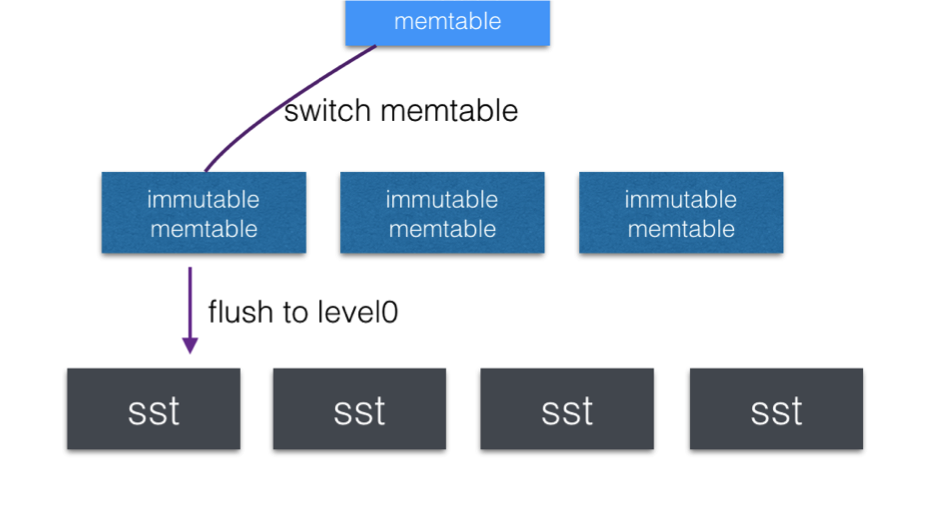 memtable
switch memtable
immutable
memtable
immutable
memtable
immutable
memtable
flush to level0
sst
sst
sst
sst